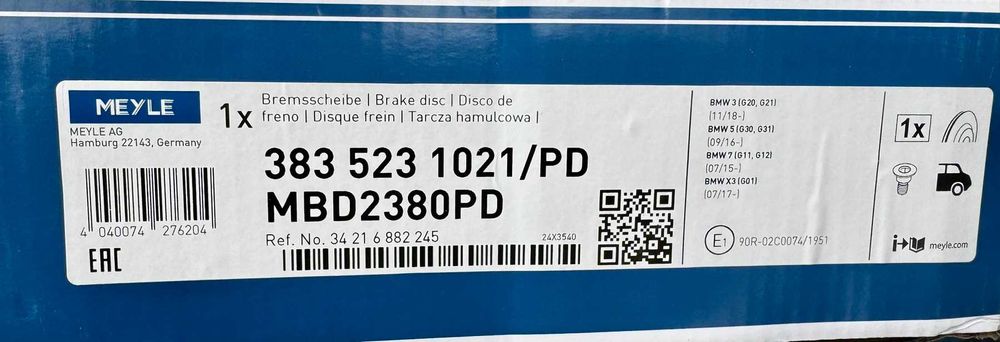 MEYLE
MEYLE AG
Hamburg 22143, Germany
4 040074 276204
EAC
1x
Bremsscheibe | Brake disc | Disco de
freno | Disque frein | Tarcza hamulcowa |
383 523 1021/PD
MBD2380PD
Ref. No. 34 21 6 882 245
24X3540
BMW 3 (G20, G21)
(11/18-)
BMW 5 (G30, G31)
(09/16-)
BMW 7 (G11, G12)
(07/15-)
BMW X3 (G01)
(07/17-)
E1 90R-02C0074/1951
1x
meyle.com